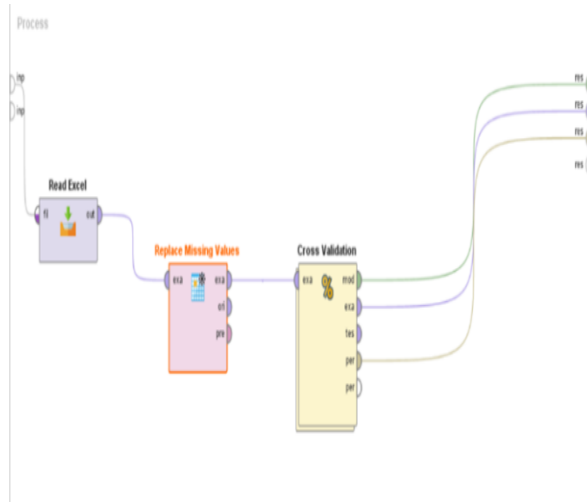 Process
inp
res
inp
res
res
res
Read Excel
fil
out
Replace Missing Values
Cross Validation
exa
exa
exa
mod
ori
exa
pre
tes
per
per